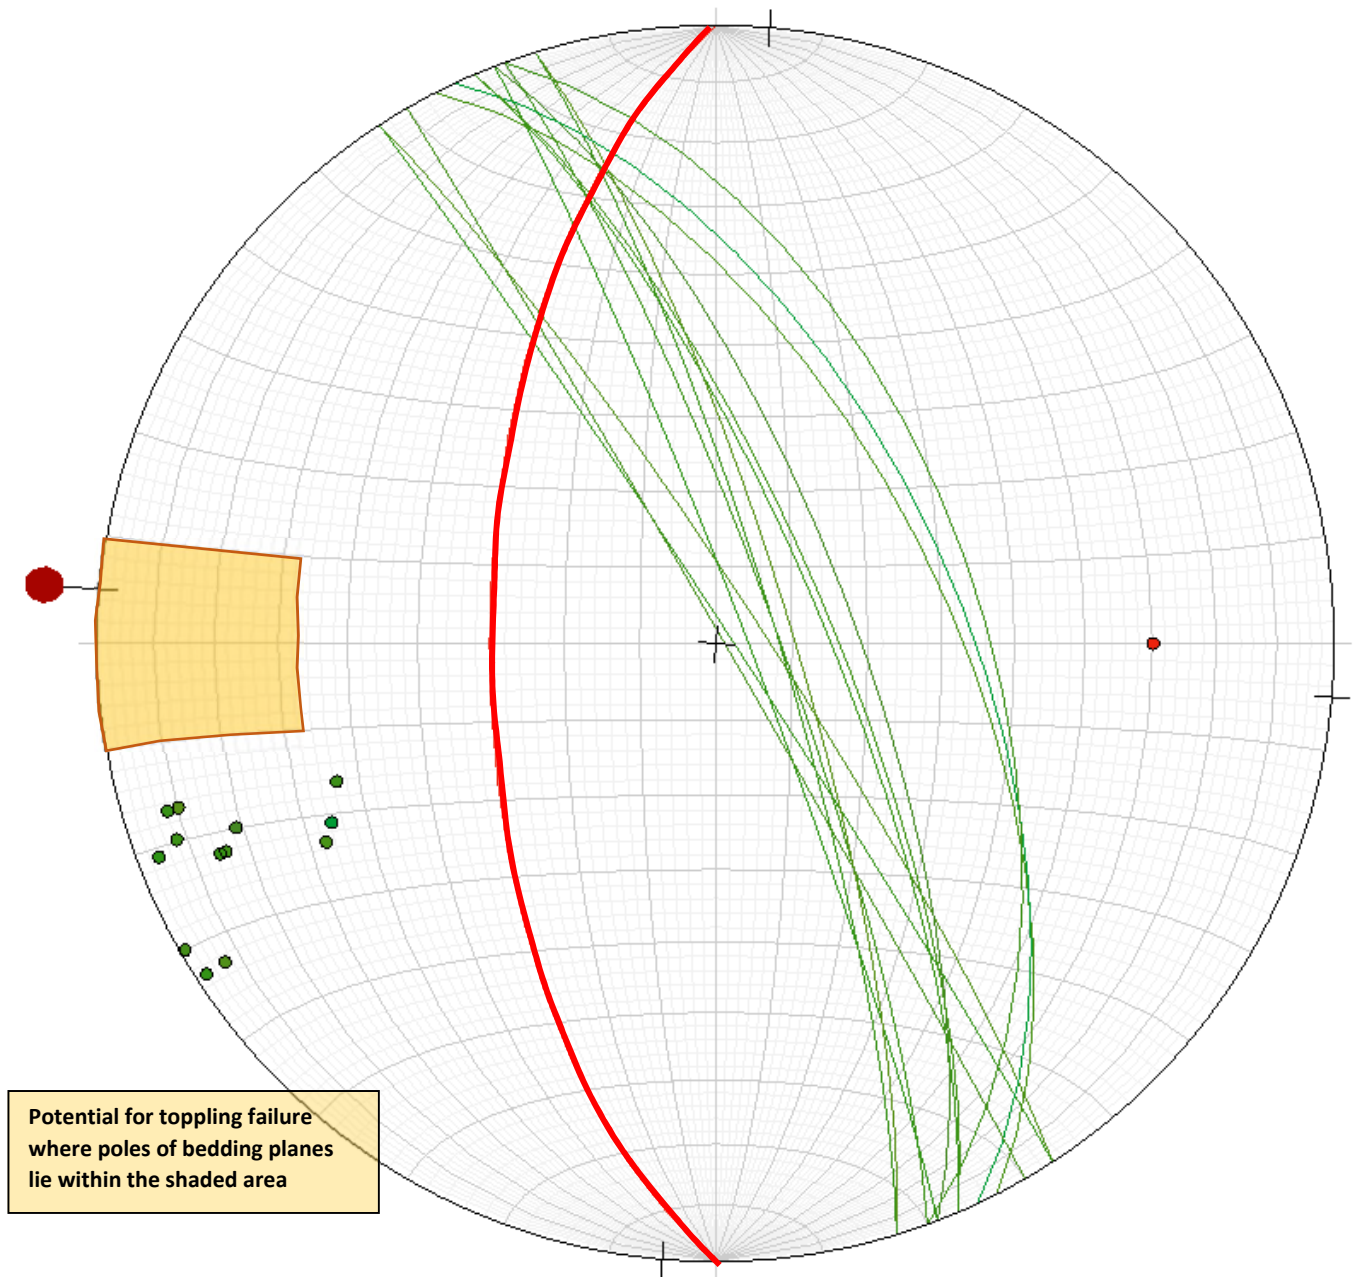 Potential for toppling failure
where poles of bedding planes
lie within the shaded area